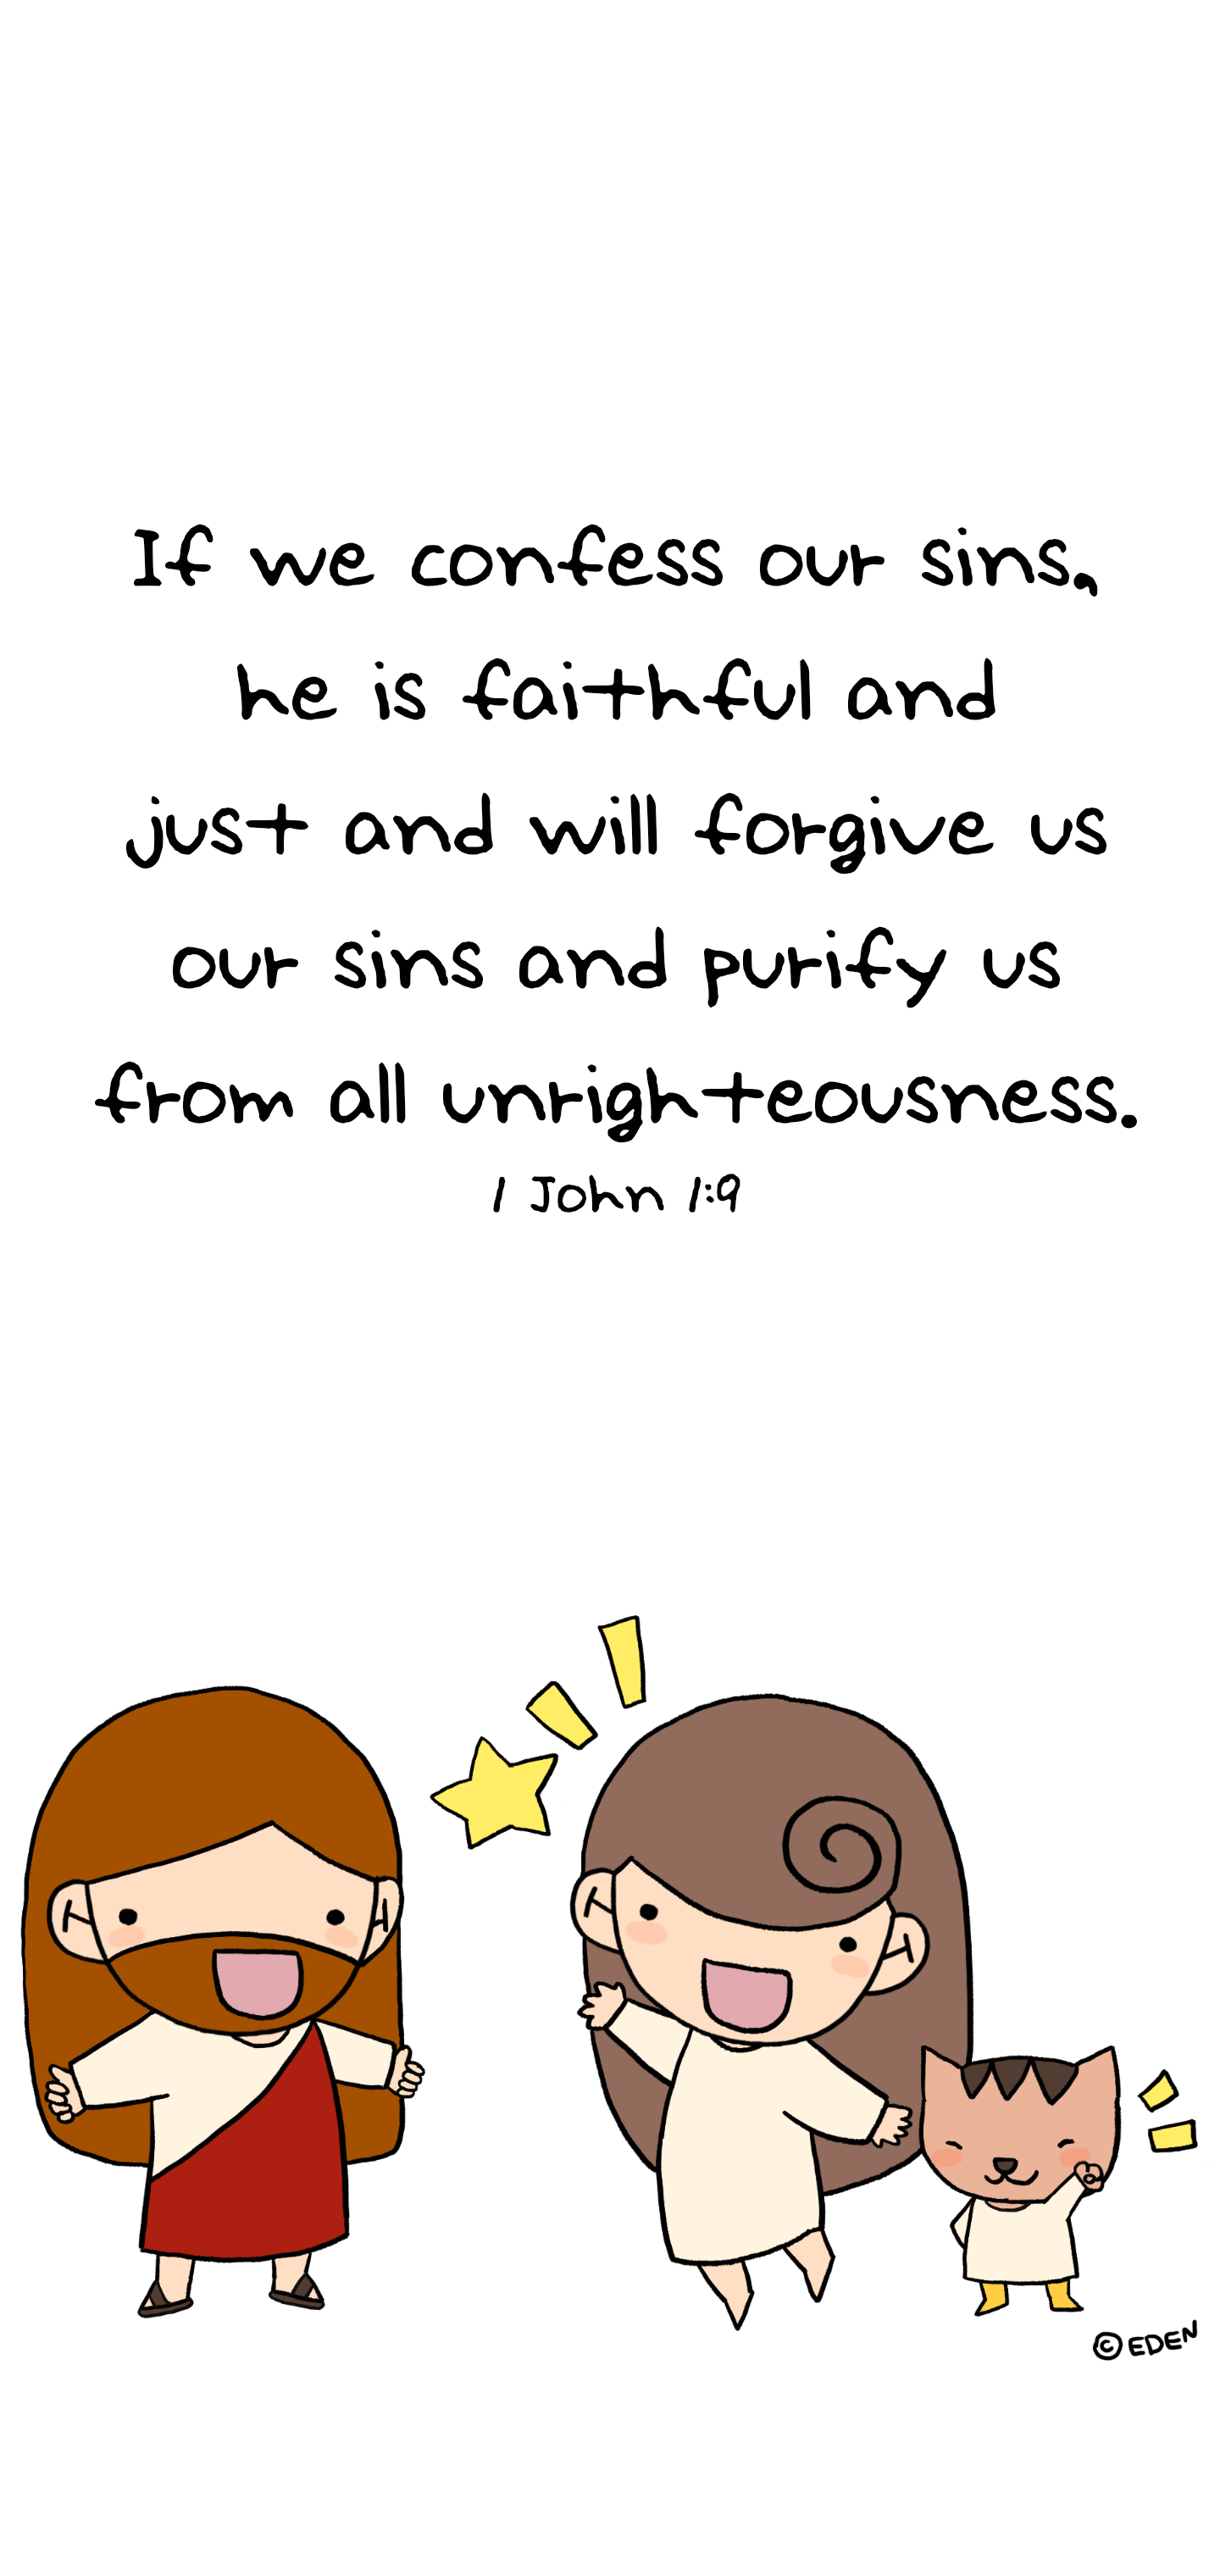 If we confess our sins,
he is faithful and
just and will forgive us
our sins and purify us
from all unrighteousness.
1 John 1:9
© EDEN